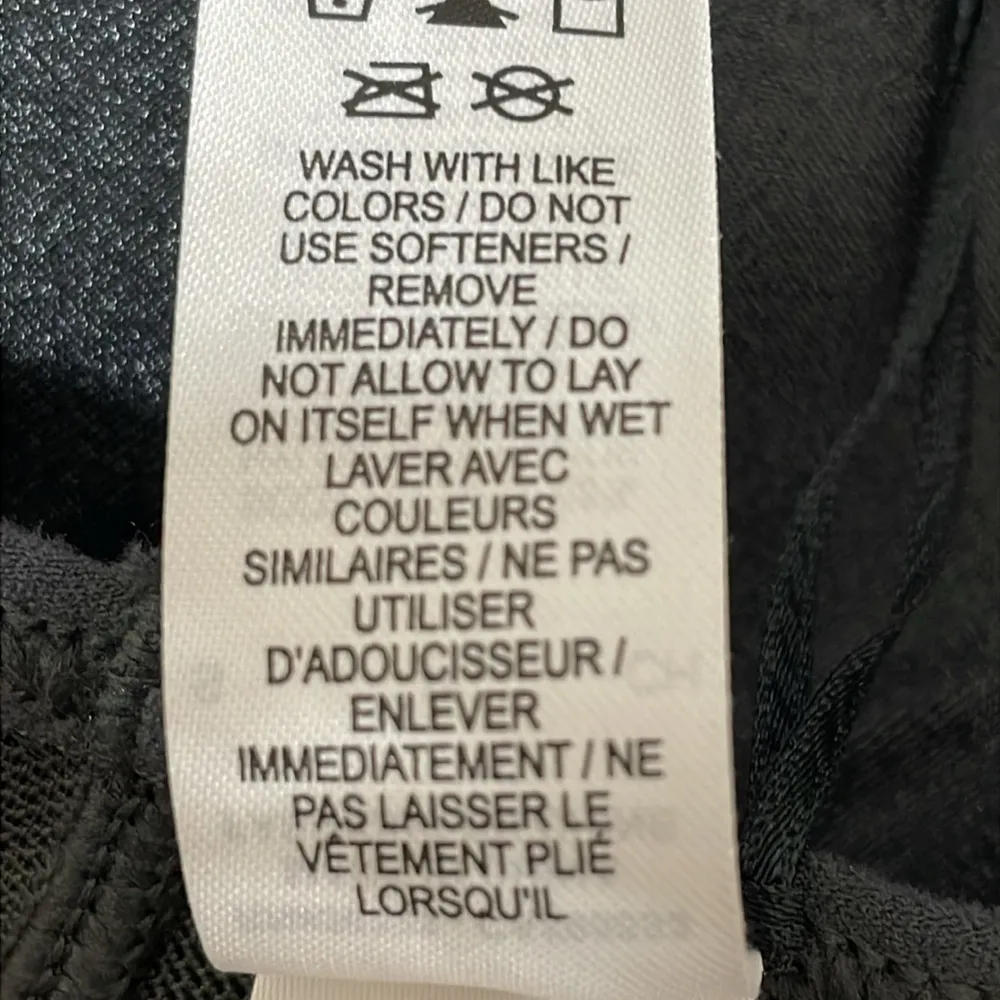 WASH WITH LIKE
COLORS / DO NOT
USE SOFTENERS /
REMOVE
IMMEDIATELY / DO
NOT ALLOW TO LAY
ON ITSELF WHEN WET
LAVER AVEC
COULEURS
SIMILAIRES / NE PAS
UTILISER
D'ADOUCISSEUR /
ENLEVER
IMMEDIATEMENT / NE
PAS LAISSER LE
VÊTEMENT PLIÉ
LORSQU'IL